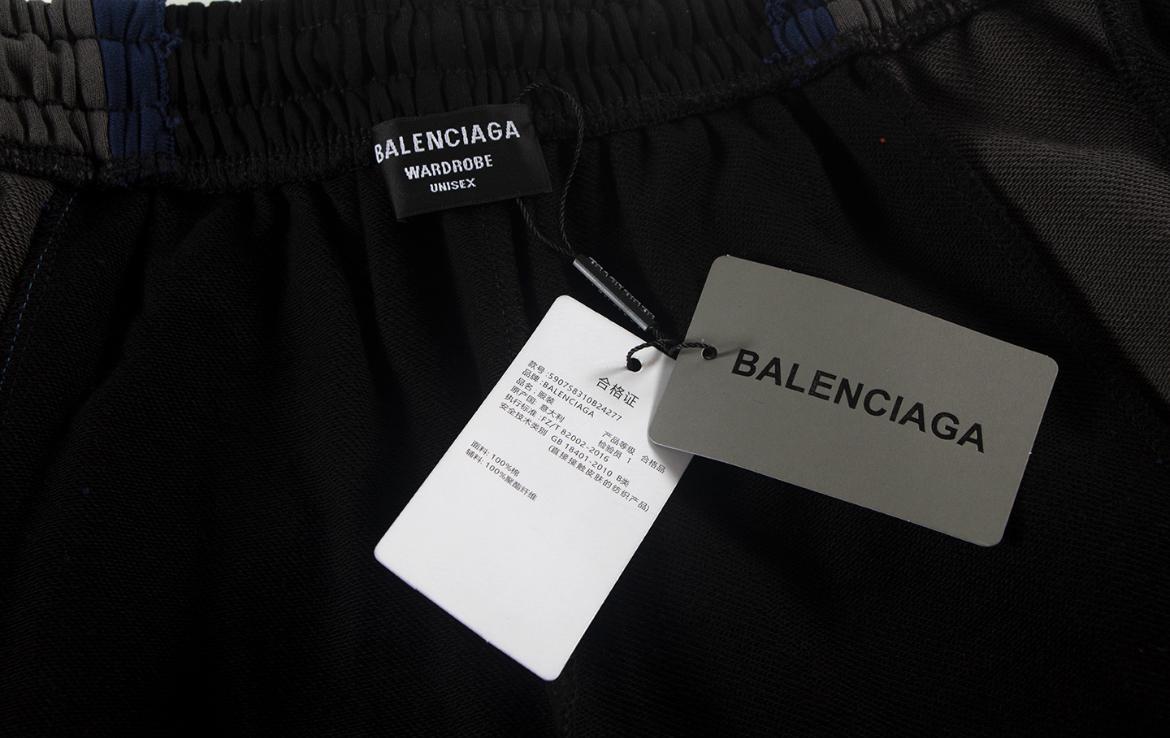 BALENCIAGA
WARDROBE
UNISEX
合格证
款号:590758310B24277
品牌:BALENCIAGA
品名:服装
原产国:意大利
产品等级 合格品
执行标准:FZ/T 82002-2016
检验员 1
安全技术类别 GB 18401-2010 B类
(直接接触皮肤的纺织产品)
面料:100%棉
辅料:100%聚酯纤维
BALENCIAGA